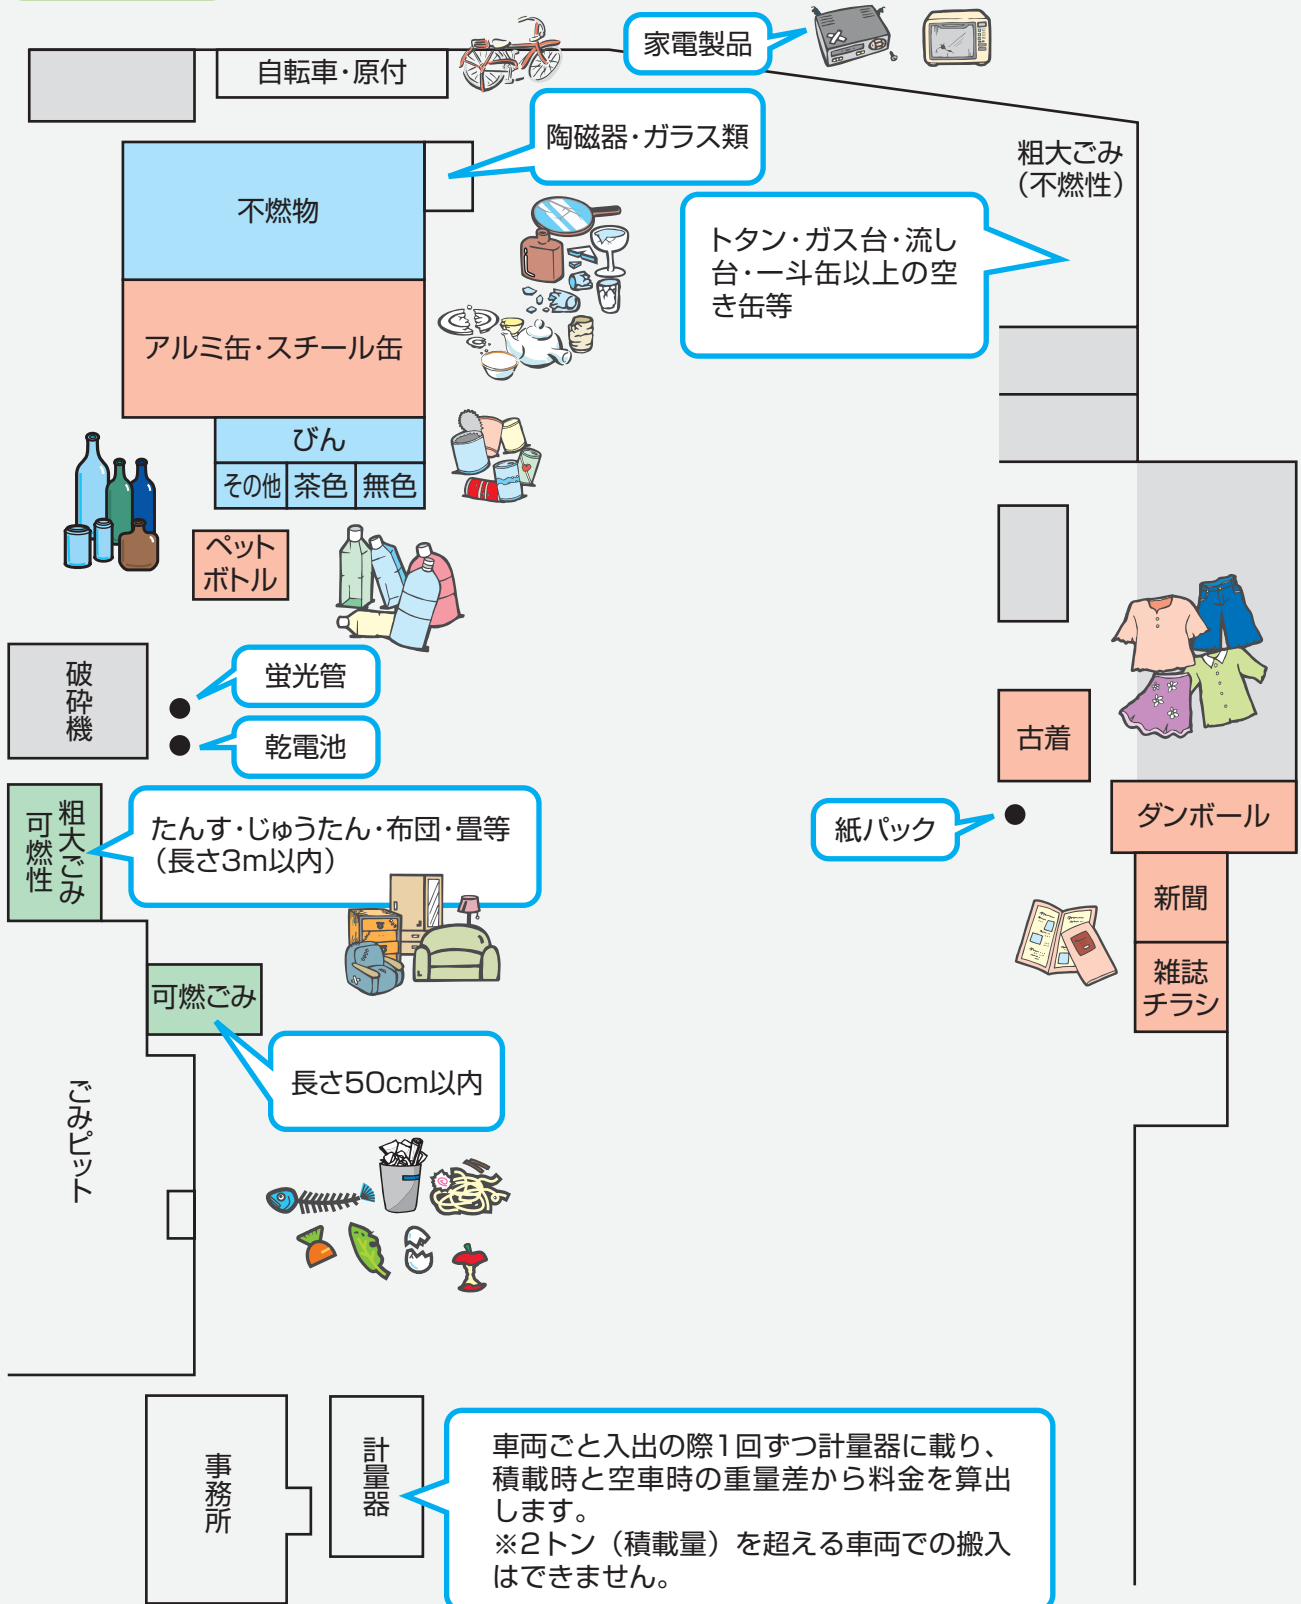 家電製品
自転車・原付
陶磁器・ガラス類
粗大ごみ
（不燃性）
不燃物
トタン・ガス台・流し
台・一斗缶以上の空
き缶等
アルミ缶・スチール缶
びん
その他
茶色
無色
ペット
ボトル
破砕機
蛍光管
乾電池
古着
紙パック
ダンボール
新聞
雑誌
チラシ
粗大ごみ
可燃性
たんす・じゅうたん・布団・畳等
（長さ3m以内）
可燃ごみ
長さ50cm以内
ごみピット
事務所
計量器
車両ごと入出の際1回ずつ計量器に載り、
積載時と空車時の重量差から料金を算出
します。
※2トン（積載量）を超える車両での搬入
はできません。